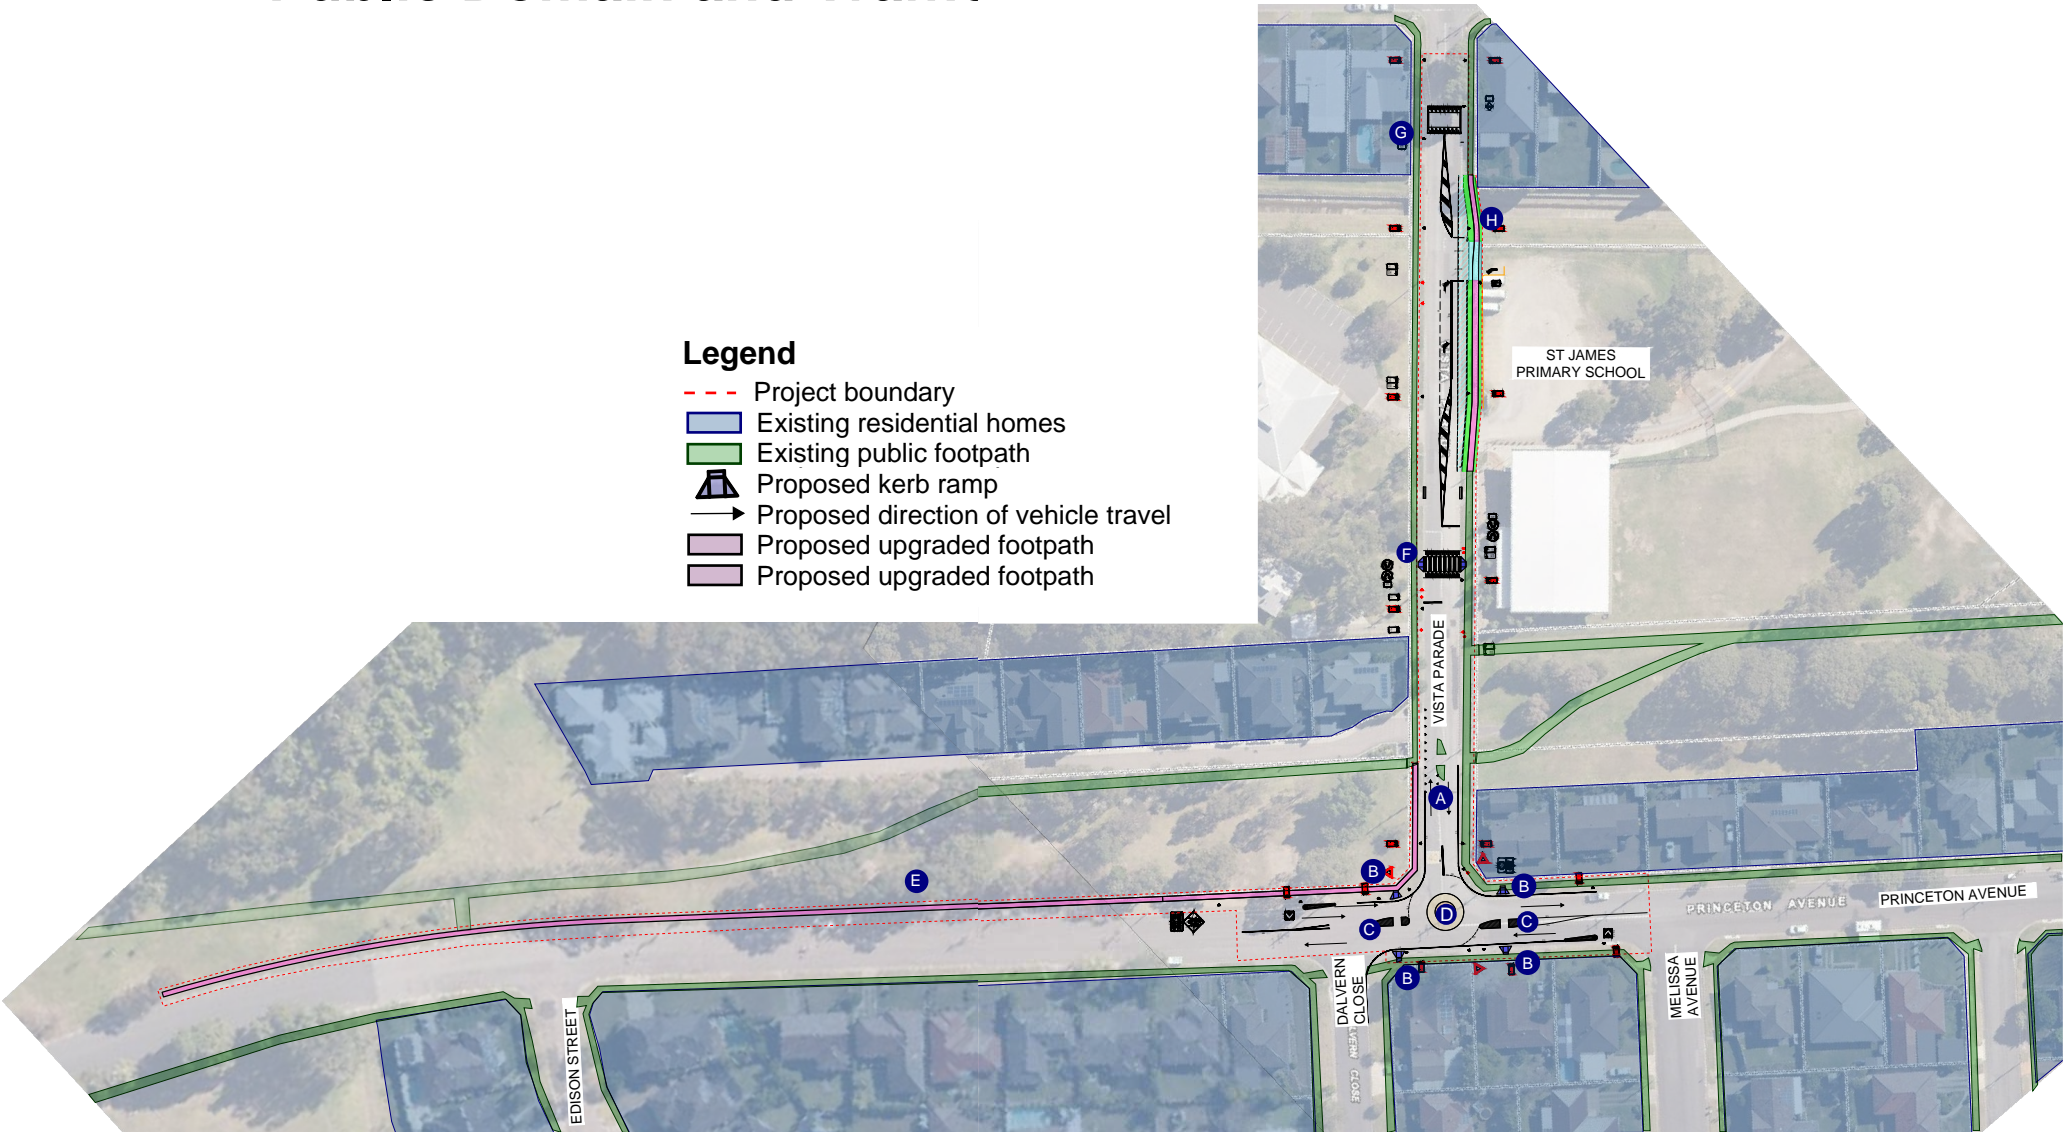 G
H
ST JAMES
PRIMARY SCHOOL
Legend
Project boundary
Existing residential homes
Existing public footpath
Proposed kerb ramp
Proposed direction of vehicle travel
Proposed upgraded footpath
Proposed upgraded footpath
F
VISTA PARADE
A
B
B
E
PRINCETON AVENUE
PRINCETON AVENUE
D
C
C
B
B
DALVERN
CLOSE
MELISSA
AVENUE
EDISON STREET